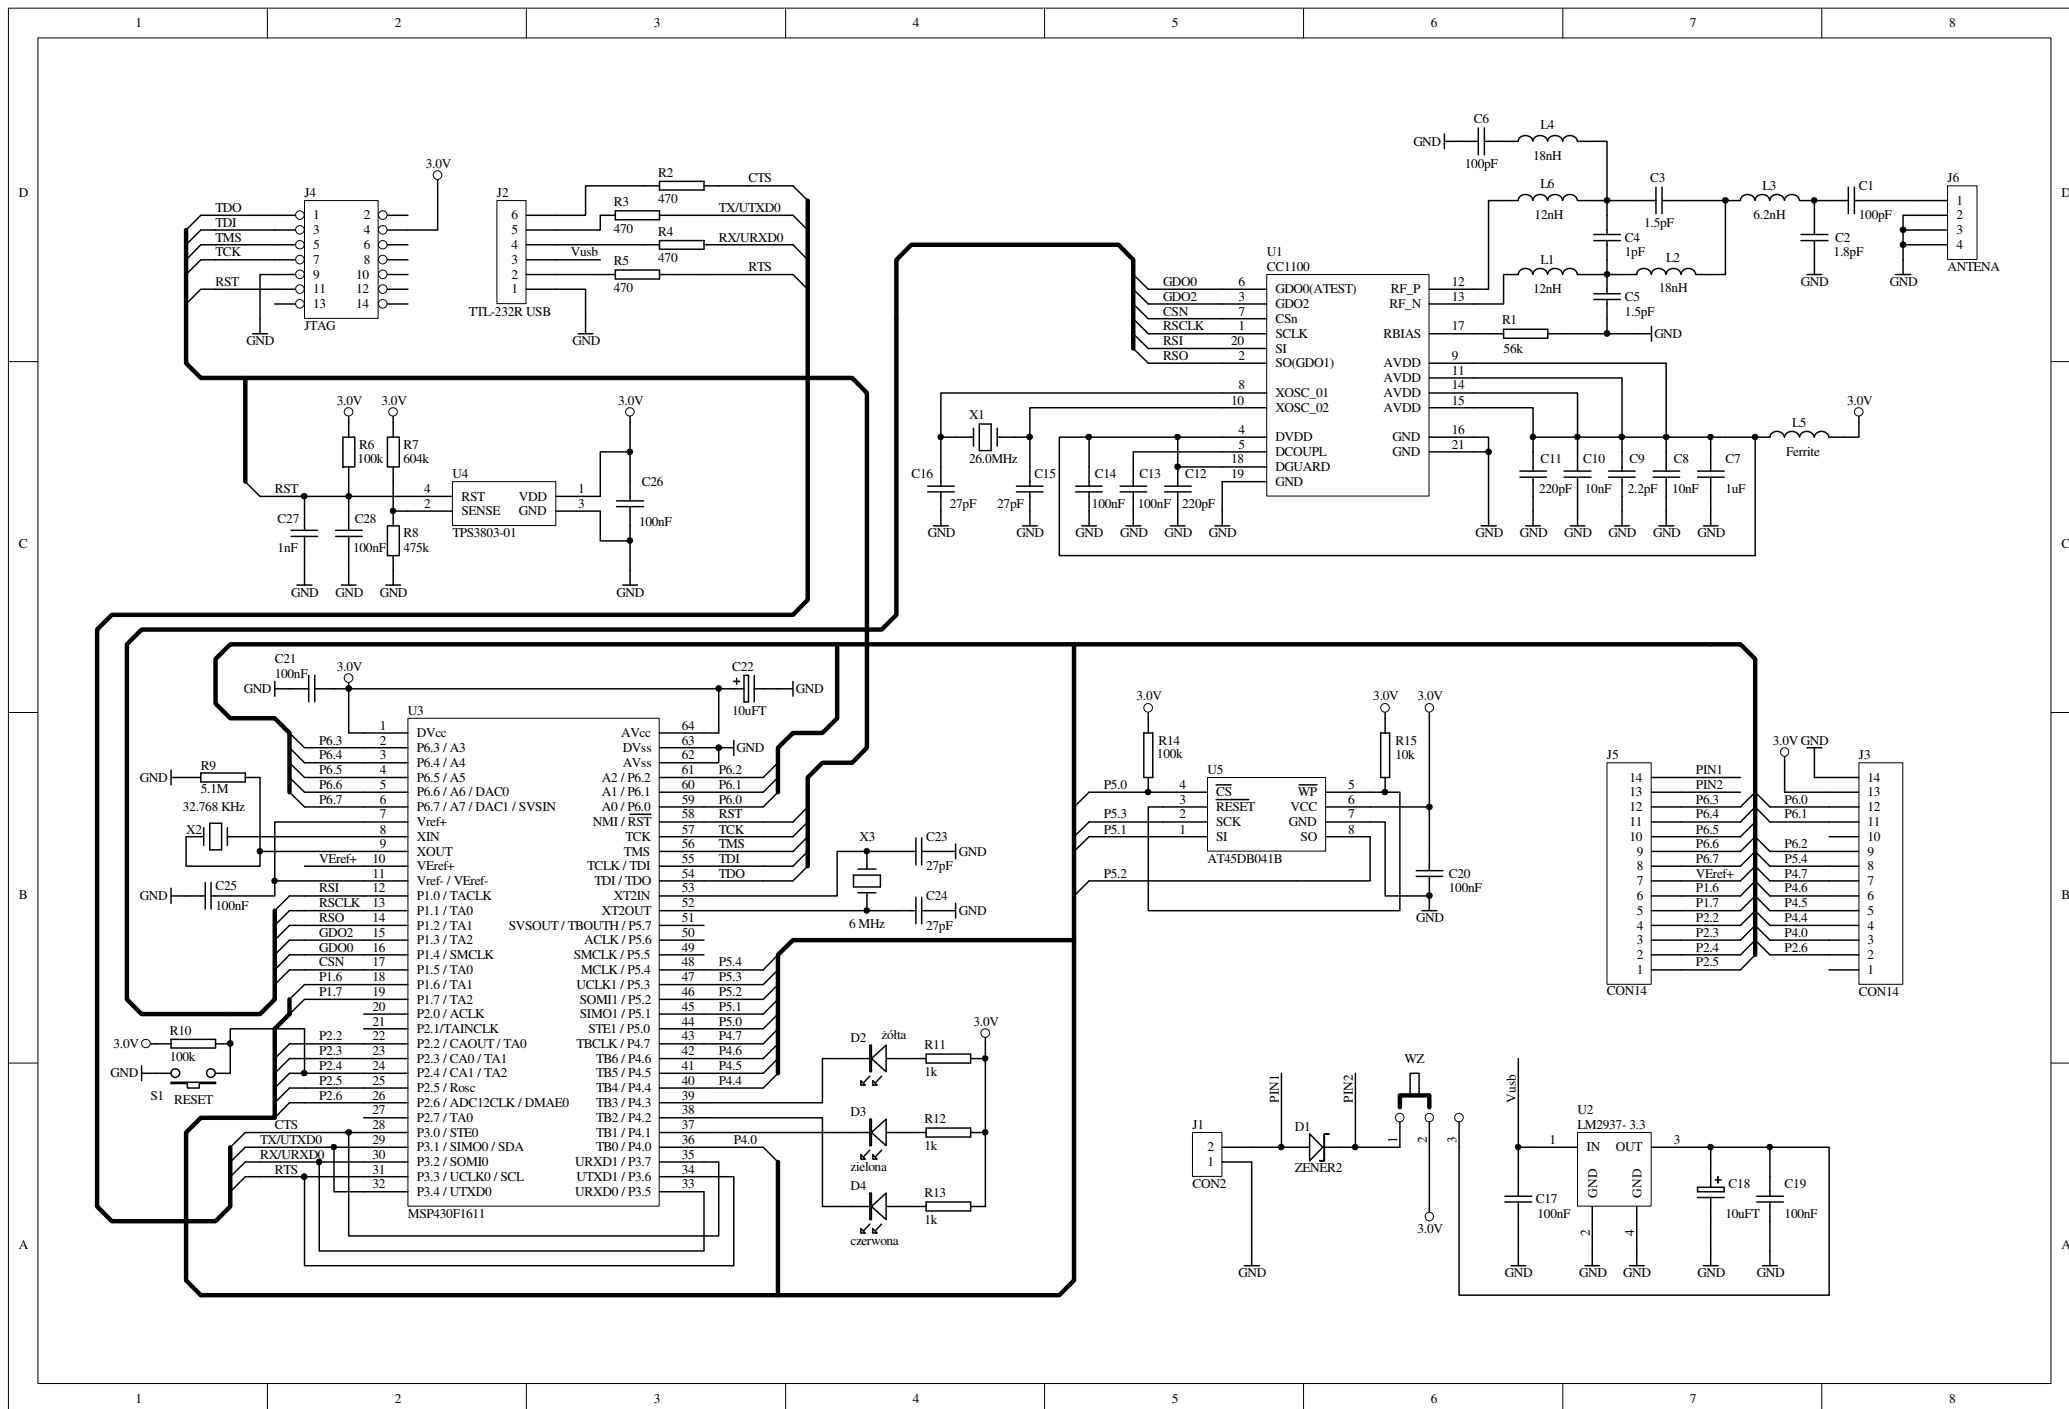 1 2 3 4 5 6 7 8
D
C
B
A
D
C
B
A
J4
TDO 1 2
TDI 3 4
TMS 5 6
TCK 7 8
9 10
RST 11 12
13 14
JTAG
GND
3.0V
J2
6
5
4
3
2
1
TTL-232R USB
R2
470
CTS
R3
470
TX/UTXD0
R4
470
RX/URXD0
Vusb
R5
470
RTS
GND
3.0V 3.0V 3.0V
R6
100k
R7
604k
RST
C27
1nF
C28
100nF
R8
475k
U4
4 RST VDD 1
2 SENSE GND 3
TPS3803-01
C26
100nF
GND GND GND GND
U1
CC1100
GDO0 6 GDO0(ATEST)
GDO2 3 GDO2
CSN 7 CSn
RSCLK 1 SCLK
RSI 20 SI
RSO 2 SO(GDO1)
8 XOSC_01
10 XOSC_02
4 DVDD
5 DCOUPL
18 DGUARD
19 GND
RF_P 12
RF_N 13
RBIAS 17
AVDD 9
AVDD 11
AVDD 14
AVDD 15
GND 16
GND 21
X1
26.0MHz
C16
27pF
C15
27pF
C14
100nF
C13
100nF
C12
220pF
GND GND GND GND GND GND
GND
C6
100pF
L4
18nH
L6
12nH
C3
1.5pF
L3
6.2nH
C1
100pF
C4
1pF
C2
1.8pF
L1
12nH
L2
18nH
C5
1.5pF
R1
56k
GND
GND
GND
J6
1
2
3
4
ANTENA
L5
Ferrite
3.0V
C11
220pF
C10
10nF
C9
2.2pF
C8
10nF
C7
1uF
GND GND GND GND GND GND
C21
100nF
GND
3.0V
C22
+
10uFT
GND
U3
1 DVcc
P6.3 2 P6.3 / A3
P6.4 3 P6.4 / A4
P6.5 4 P6.5 / A5
P6.6 5 P6.6 / A6 / DAC0
P6.7 6 P6.7 / A7 / DAC1 / SVSIN
7 Vref+
8 XIN
9 XOUT
VEref+ 10 VEref+
11 Vref- / VEref-
RSI 12 P1.0 / TACLK
RSCLK 13 P1.1 / TA0
RSO 14 P1.2 / TA1
GDO2 15 P1.3 / TA2
GDO0 16 P1.4 / SMCLK
CSN 17 P1.5 / TA0
P1.6 18 P1.6 / TA1
P1.7 19 P1.7 / TA2
20 P2.0 / ACLK
21 P2.1/TAINCLK
P2.2 22 P2.2 / CAOUT / TA0
P2.3 23 P2.3 / CA0 / TA1
P2.4 24 P2.4 / CA1 / TA2
P2.5 25 P2.5 / Rosc
P2.6 26 P2.6 / ADC12CLK / DMAE0
27 P2.7 / TA0
CTS 28 P3.0 / STE0
TX/UTXD0 29 P3.1 / SIMO0 / SDA
RX/URXD0 30 P3.2 / SOMI0
RTS 31 P3.3 / UCLK0 / SCL
32 P3.4 / UTXD0
MSP430F1611
AVcc 64
DVss 63 GND
AVss 62
A2 / P6.2 61 P6.2
A1 / P6.1 60 P6.1
A0 / P6.0 59 P6.0
NMI / RST 58 RST
TCK 57 TCK
TMS 56 TMS
TCLK / TDI 55 TDI
TDI / TDO 54 TDO
XT2IN 53
XT2OUT 52
SVSOUT / TBOUTH / P5.7 51
ACLK / P5.6 50
SMCLK / P5.5 49
MCLK / P5.4 48 P5.4
UCLK1 / P5.3 47 P5.3
SOMI1 / P5.2 46 P5.2
SIMO1 / P5.1 45 P5.1
STE1 / P5.0 44 P5.0
TBCLK / P4.7 43 P4.7
TB6 / P4.6 42 P4.6
TB5 / P4.5 41 P4.5
TB4 / P4.4 40 P4.4
TB3 / P4.3 39
TB2 / P4.2 38
TB1 / P4.1 37
TB0 / P4.0 36 P4.0
URXD1 / P3.7 35
UTXD1 / P3.6 34
URXD0 / P3.5 33
R9
GND
5.1M
32.768 KHz
X2
C25
GND
100nF
R10
3.0V
100k
GND
S1 RESET
X3
6 MHz
C23
27pF
GND
C24
27pF
GND
3.0V
D2 żółta
R11
1k
D3
zielona
R12
1k
D4
czerwona
R13
1k
3.0V 3.0V 3.0V
R14
100k
R15
10k
U5
P5.0 4 CS WP 5
3 RESET VCC 6
P5.3 2 SCK GND 7
P5.1 1 SI SO 8
P5.2
AT45DB041B
C20
100nF
GND
J5
14 PIN1
13 PIN2
12 P6.3
11 P6.4
10 P6.5
9 P6.6
8 P6.7
7 VEref+
6 P1.6
5 P1.7
4 P2.2
3 P2.3
2 P2.4
1 P2.5
CON14
3.0V GND
J3
14
13
P6.0 12
P6.1 11
10
P6.2 9
P5.4 8
P4.7 7
P4.6 6
P4.5 5
P4.4 4
P4.0 3
P2.6 2
1
CON14
J1
2
1
CON2
GND
PIN1
D1
ZENER2
PIN2
WZ
1 2 3
3.0V
Vusb
U2
LM2937- 3.3
1 IN OUT 3
GND GND
2 4
C17
100nF
C18
+
10uFT
C19
100nF
GND GND GND GND GND
1 2 3 4 5 6 7 8